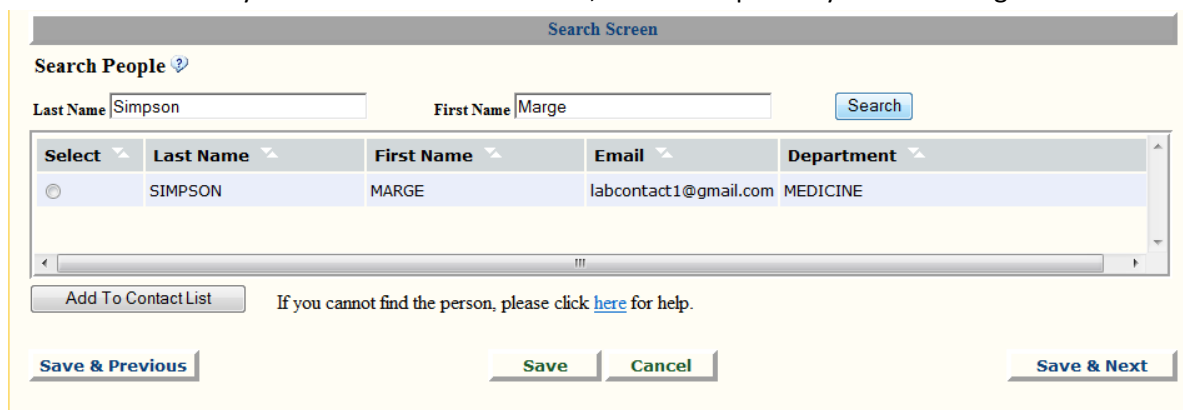 Search Screen
Search People
Last Name Simpson First Name Marge Search
Select Last Name First Name Email Department
SIMPSON MARGE labcontact1@gmail.com MEDICINE
Add To Contact List If you cannot find the person, please click here for help.
Save & Previous Save Cancel Save & Next